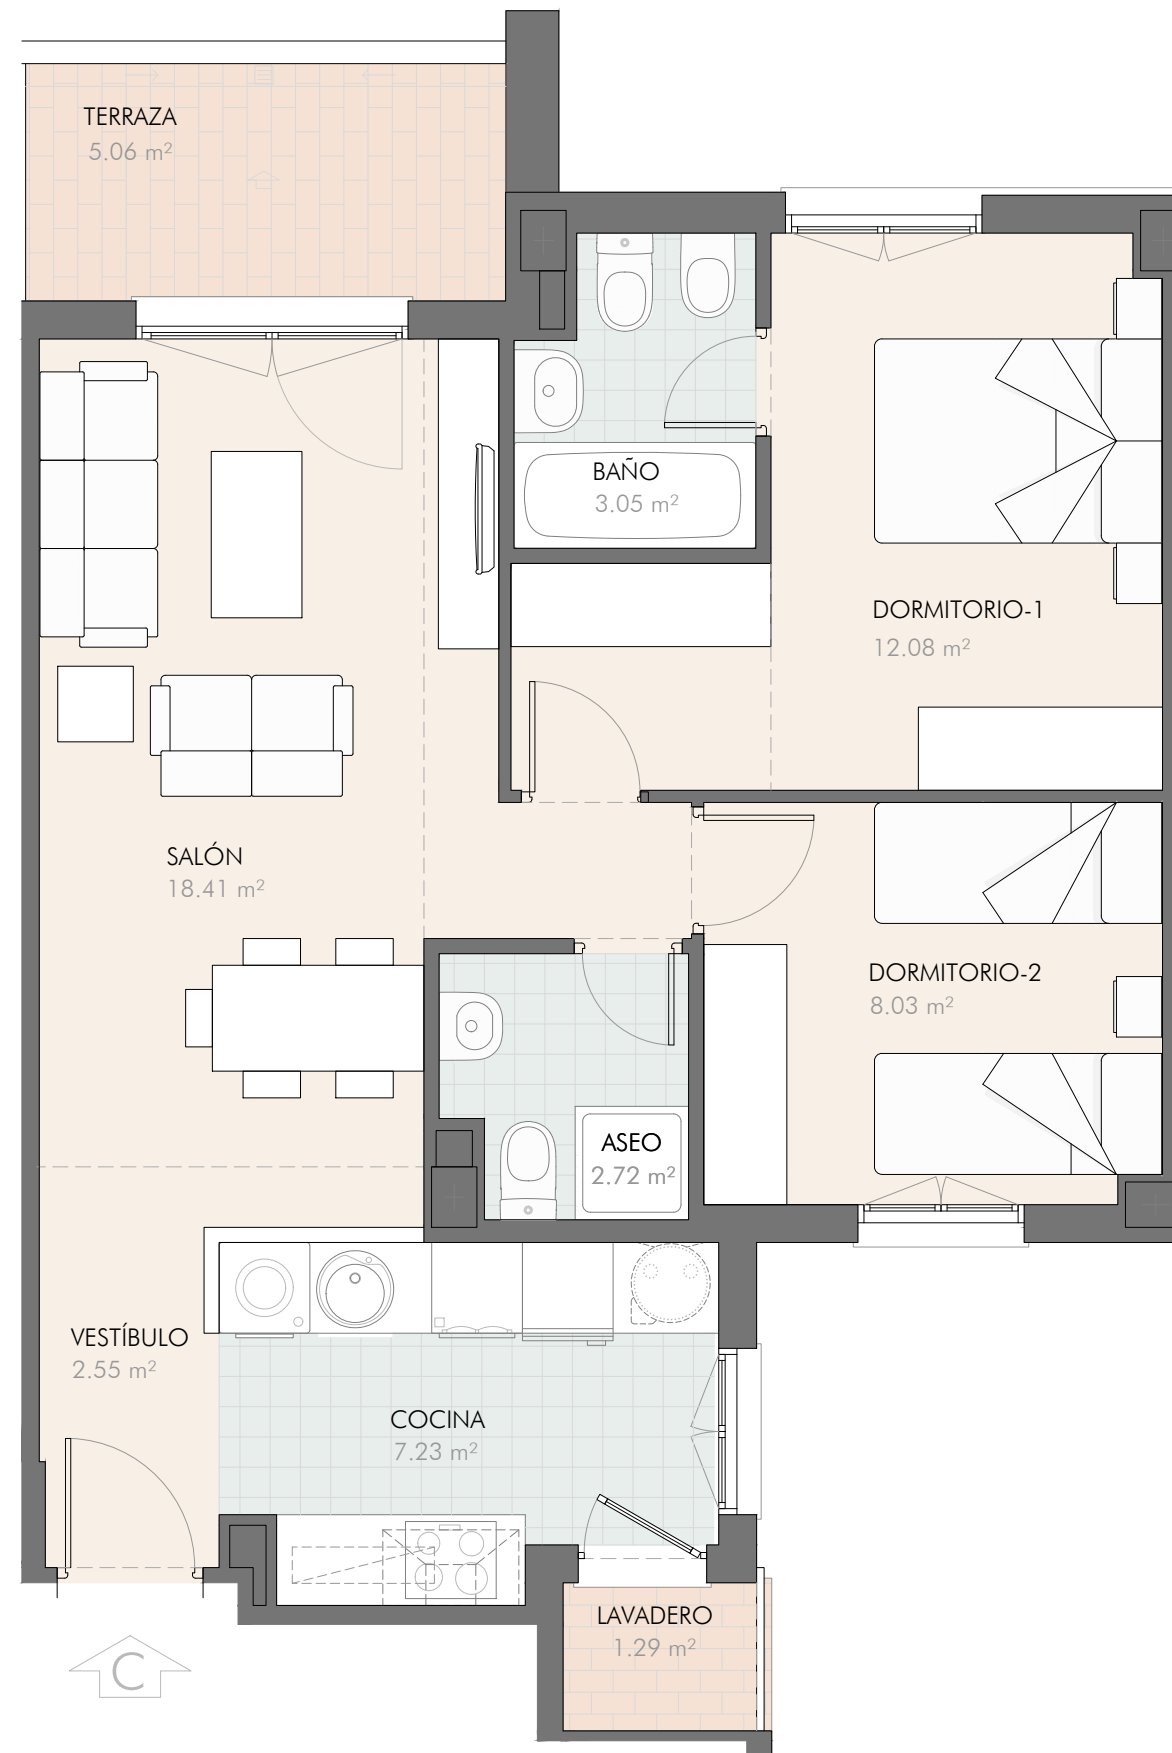 TERRAZA
5.06 m²
BAÑO
3.05 m²
DORMITORIO-1
12.08 m²
SALÓN
18.41 m²
DORMITORIO-2
8.03 m²
ASEO
2.72 m²
VESTÍBULO
2.55 m²
COCINA
7.23 m²
LAVADERO
1.29 m²
C